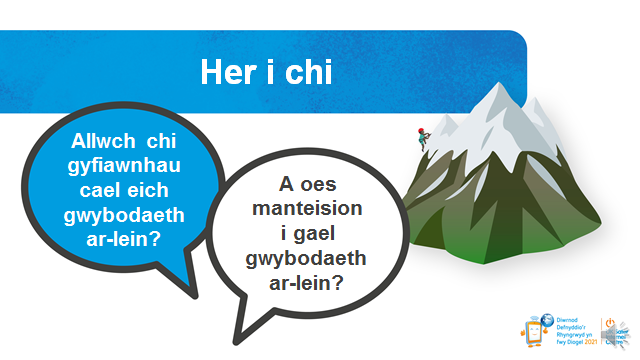 Her i chi
Allwch chi
gyfiawnhau
cael eich
gwybodaeth
ar-lein?
A oes
manteision
i gael
gwybodaeth
ar-lein?
Diwrnod
Defnyddio'r
Rhyngrwyd yn
fwy Diogel 2021